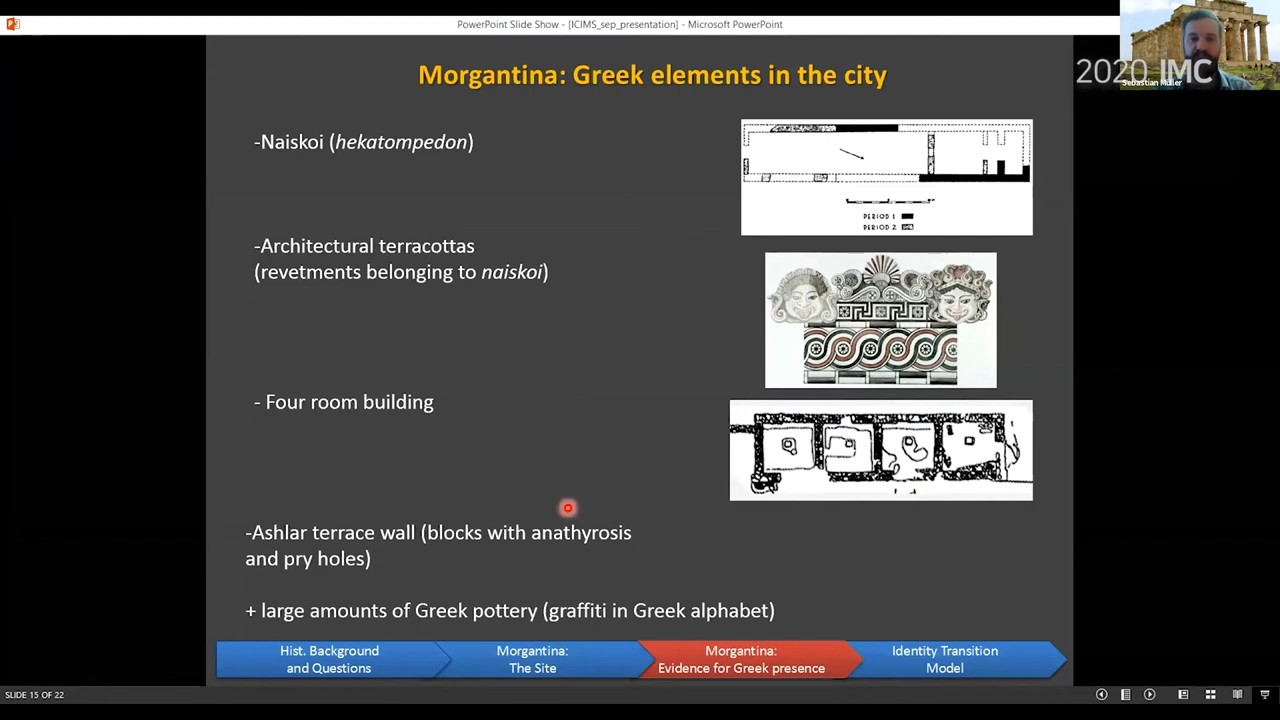 PowerPoint Slide Show - [ICIMS_sep_presentation] - Microsoft PowerPoint
2020 IMC
Sebastian Müller
Morgantina: Greek elements in the city
-Naiskoi (hekatompedon)
PERIOD 1
PERIOD 2
-Architectural terracottas
(revetments belonging to naiskoi)
- Four room building
-Ashlar terrace wall (blocks with anathyrosis
and pry holes)
+ large amounts of Greek pottery (graffiti in Greek alphabet)
Hist. Background
and Questions
Morgantina:
The Site
Morgantina:
Evidence for Greek presence
Identity Transition
Model
SLIDE 15 OF 22